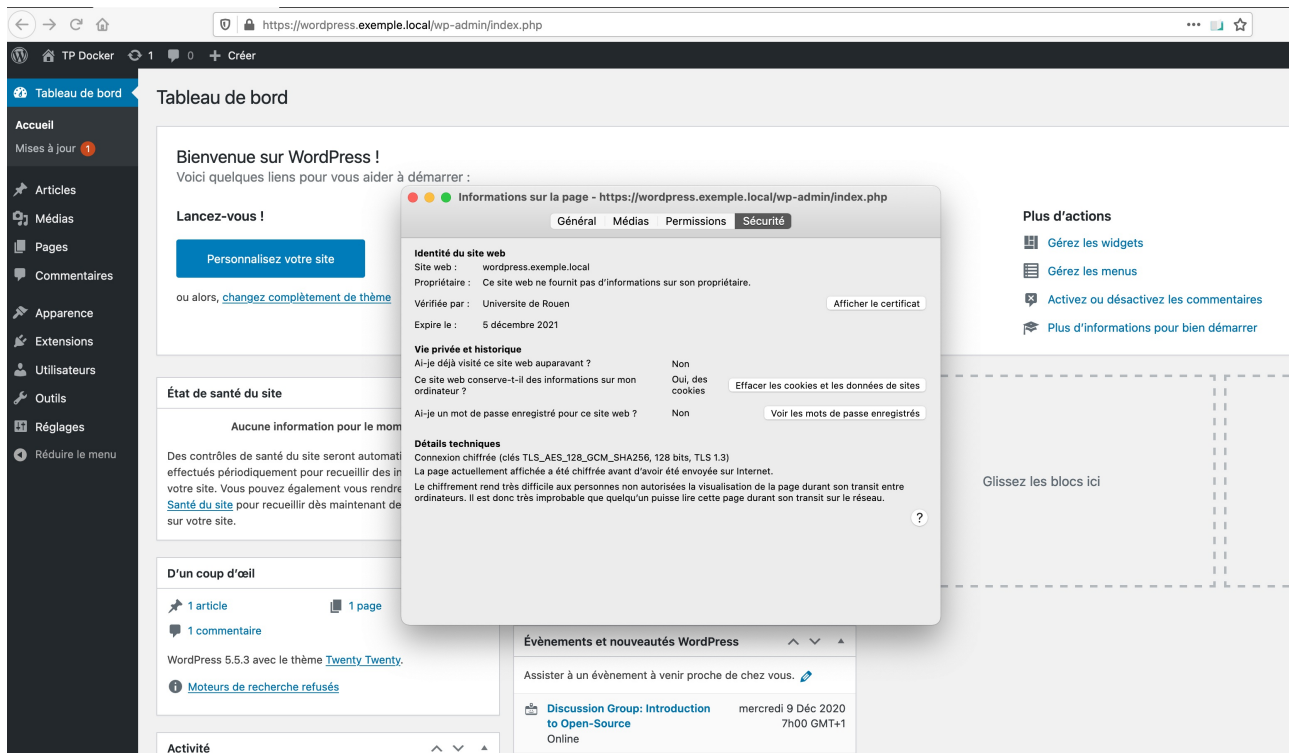 https://wordpress.exemple.local/wp-admin/index.php
TP Docker 1 0 + Créer
Tableau de bord
Accueil
Mises à jour 1
Articles
Médias
Pages
Commentaires
Apparence
Extensions
Utilisateurs
Outils
Réglages
Réduire le menu
Tableau de bord
Bienvenue sur WordPress !
Voici quelques liens pour vous aider à démarrer :
Lancez-vous !
Personnalisez votre site
ou alors, changez complètement de thème
Plus d'actions
Gérez les widgets
Gérez les menus
Activez ou désactivez les commentaires
Plus d'informations pour bien démarrer
Informations sur la page - https://wordpress.exemple.local/wp-admin/index.php
Général Médias Permissions Sécurité
Identité du site web
Site web : wordpress.exemple.local
Propriétaire : Ce site web ne fournit pas d'informations sur son propriétaire.
Vérifiée par : Universite de Rouen Afficher le certificat
Expire le : 5 décembre 2021
Vie privée et historique
Ai-je déjà visité ce site web auparavant ? Non
Ce site web conserve-t-il des informations sur mon ordinateur ? Oui, des cookies Effacer les cookies et les données de sites
Ai-je un mot de passe enregistré pour ce site web ? Non Voir les mots de passe enregistrés
Détails techniques
Connexion chiffrée (clés TLS_AES_128_GCM_SHA256, 128 bits, TLS 1.3)
La page actuellement affichée a été chiffrée avant d'avoir été envoyée sur Internet.
Le chiffrement rend très difficile aux personnes non autorisées la visualisation de la page durant son transit entre
ordinateurs. Il est donc très improbable que quelqu'un puisse lire cette page durant son transit sur le réseau.
?
État de santé du site
Aucune information pour le mom
Des contrôles de santé du site seront automati
effectués périodiquement pour recueillir des in
votre site. Vous pouvez également vous rendre
Santé du site pour recueillir dès maintenant de
sur votre site.
Glissez les blocs ici
D'un coup d'œil
1 article 1 page
1 commentaire
WordPress 5.5.3 avec le thème Twenty Twenty.
Moteurs de recherche refusés
Activité
Évènements et nouveautés WordPress
Assister à un évènement à venir proche de chez vous.
Discussion Group: Introduction mercredi 9 Déc 2020
to Open-Source 7h00 GMT+1
Online